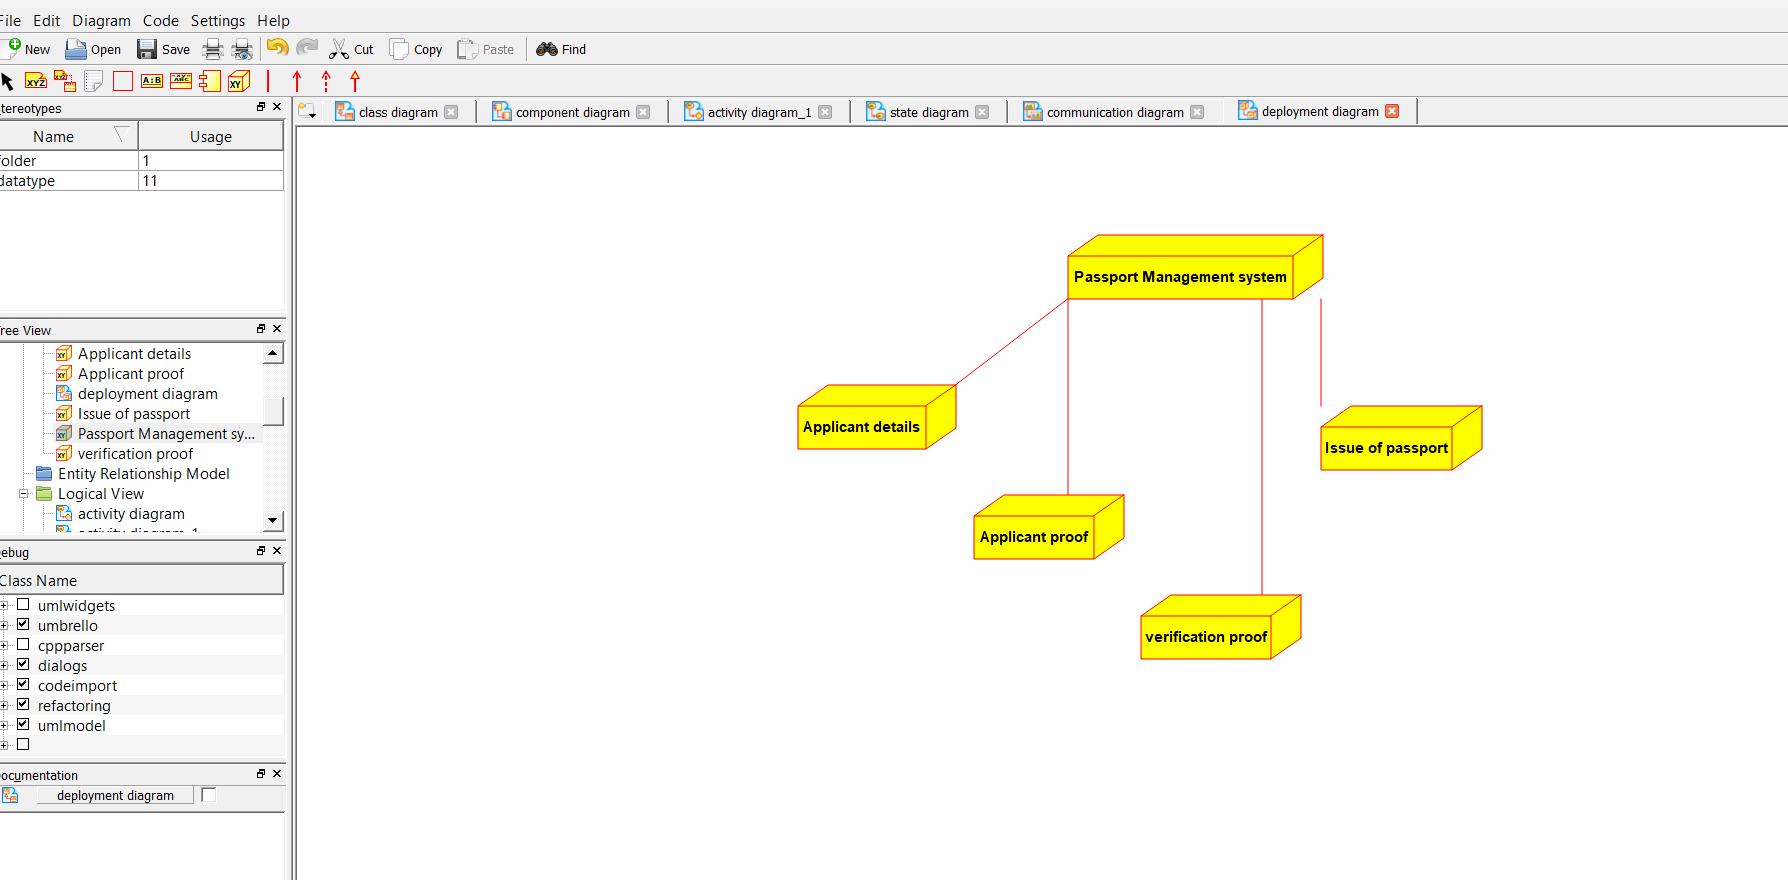 File Edit Diagram Code Settings Help
New Open Save Cut Copy Paste Find
XYZ XYZ A:B ABC XY
tereotypes
Name Usage
folder 1
datatype 11
class diagram component diagram activity diagram_1 state diagram communication diagram deployment diagram
Passport Management system
Applicant details
Issue of passport
Applicant proof
verification proof
ree View
Applicant details
Applicant proof
deployment diagram
Issue of passport
Passport Management sy...
verification proof
Entity Relationship Model
Logical View
activity diagram
activity diagram_1
ebug
Class Name
umlwidgets
umbrello
cppparser
dialogs
codeimport
refactoring
umlmodel
ocumentation
deployment diagram